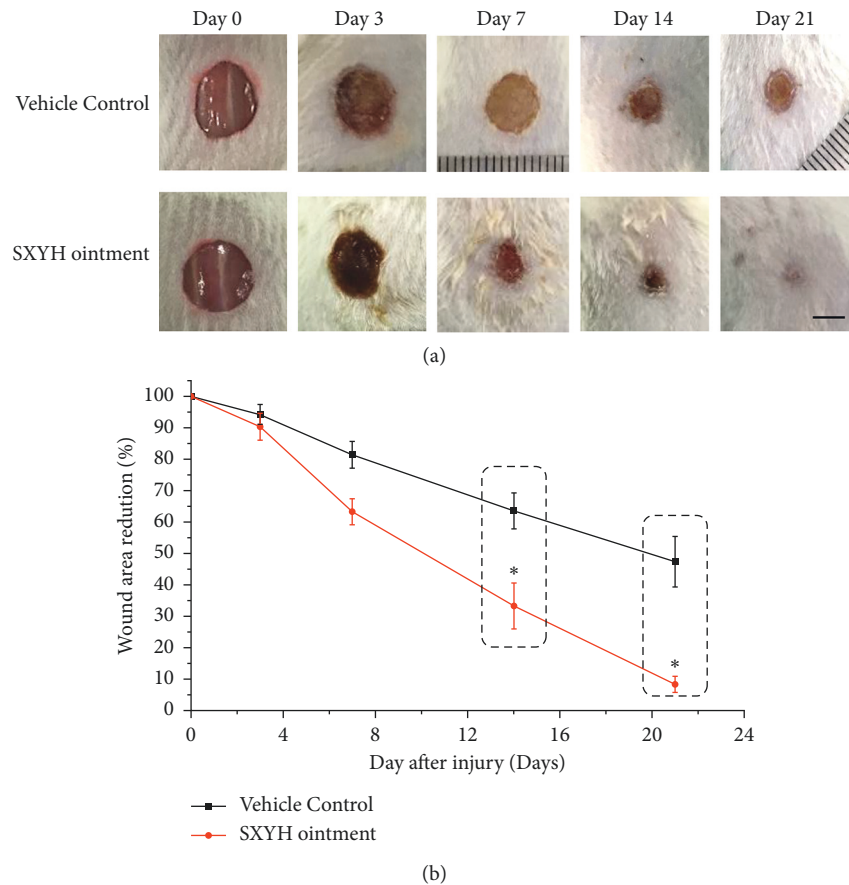 Day 0 Day 3 Day 7 Day 14 Day 21
Vehicle Control
SXYH ointment
(a)
Wound area redution (%)
100
90
80
70
60
50
40
30
20
10
0
*
*
0 4 8 12 16 20 24
Day after injury (Days)
Vehicle Control
SXYH ointment
(b)